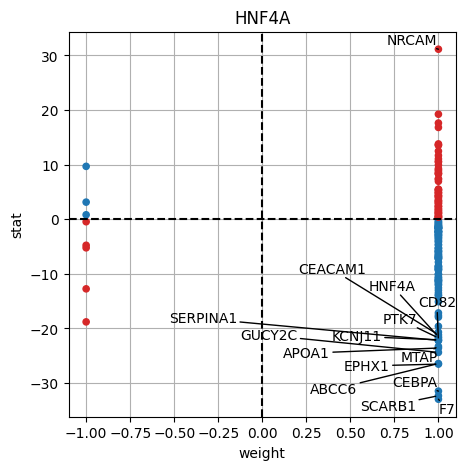 HNF4A
NRCAM
30
20
10
0
−10
−20
−30
stat
CEACAM1
HNF4A
CD82
SERPINA1
PTK7
GUCY2C
KCNJ11
APOA1
MTAP
EPHX1
ABCC6
CEBPA
SCARB1
F7
−1.00 −0.75 −0.50 −0.25 0.00 0.25 0.50 0.75 1.00
weight